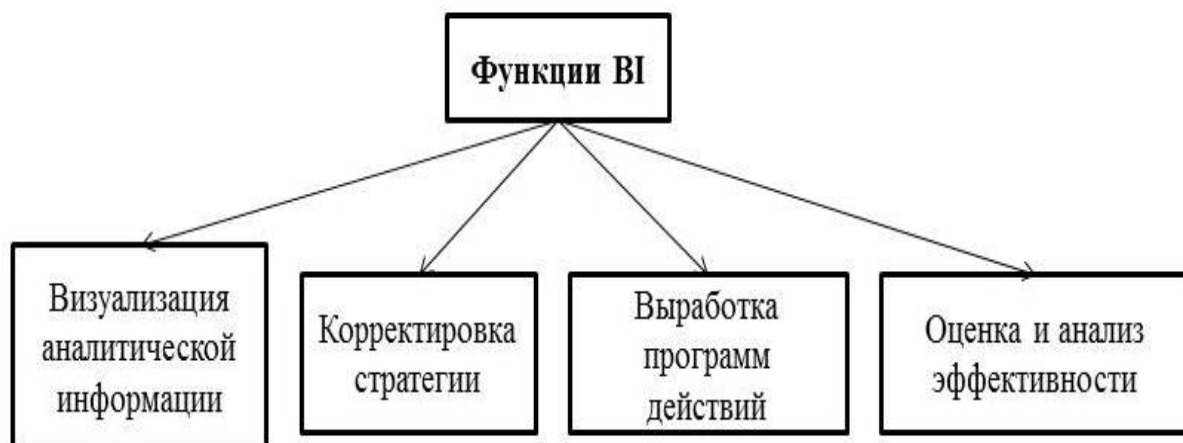 Функции BI
Визуализация
аналитической
информации
Корректировка
стратегии
Выработка
программ
действий
Оценка и анализ
эффективности